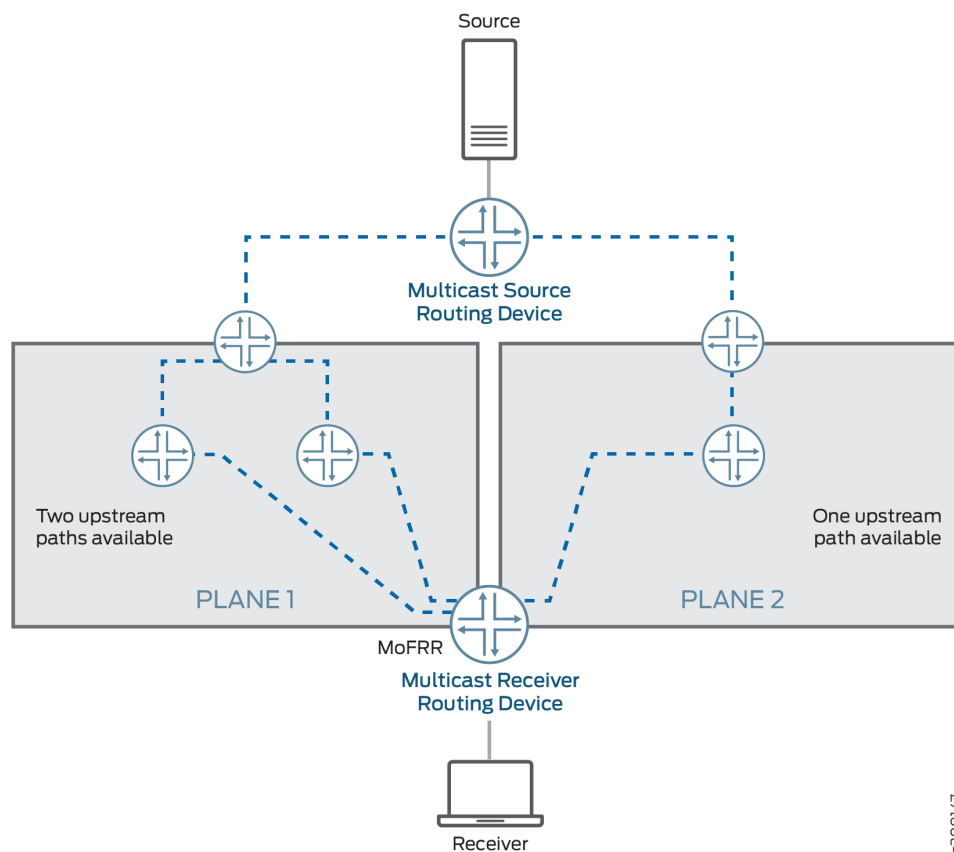 Source
Multicast Source
Routing Device
Two upstream
paths available
One upstream
path available
PLANE 1
PLANE 2
MoFRR
Multicast Receiver
Routing Device
Receiver